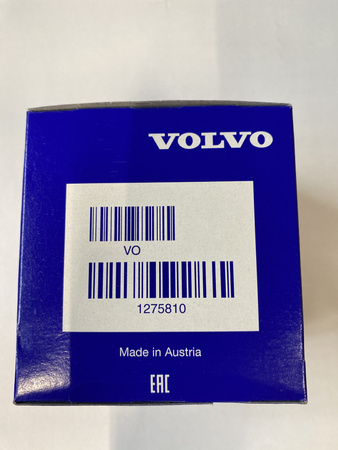 VOLVO
VO
1275810
Made in Austria
EAC